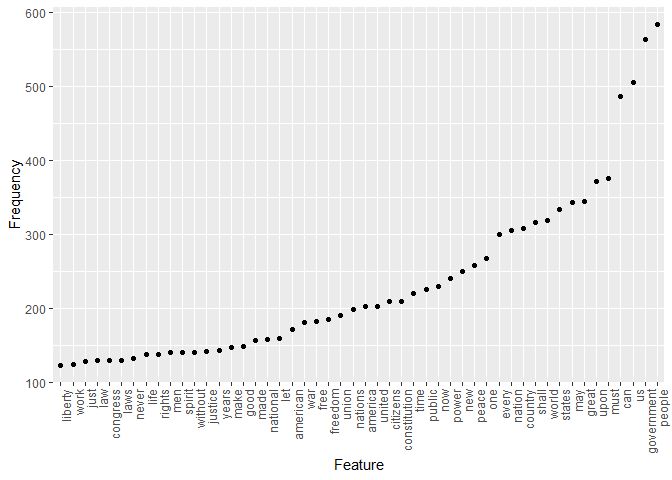 600
500
400
300
200
100
Frequency
liberty
work
just
law
congress
laws
never
life
rights
men
spirit
without
justice
years
make
good
made
national
let
american
war
free
freedom
union
nations
america
united
citizens
constitution
time
public
now
power
new
peace
one
every
nation
country
shall
world
states
may
great
upon
must
can
us
government
people
Feature